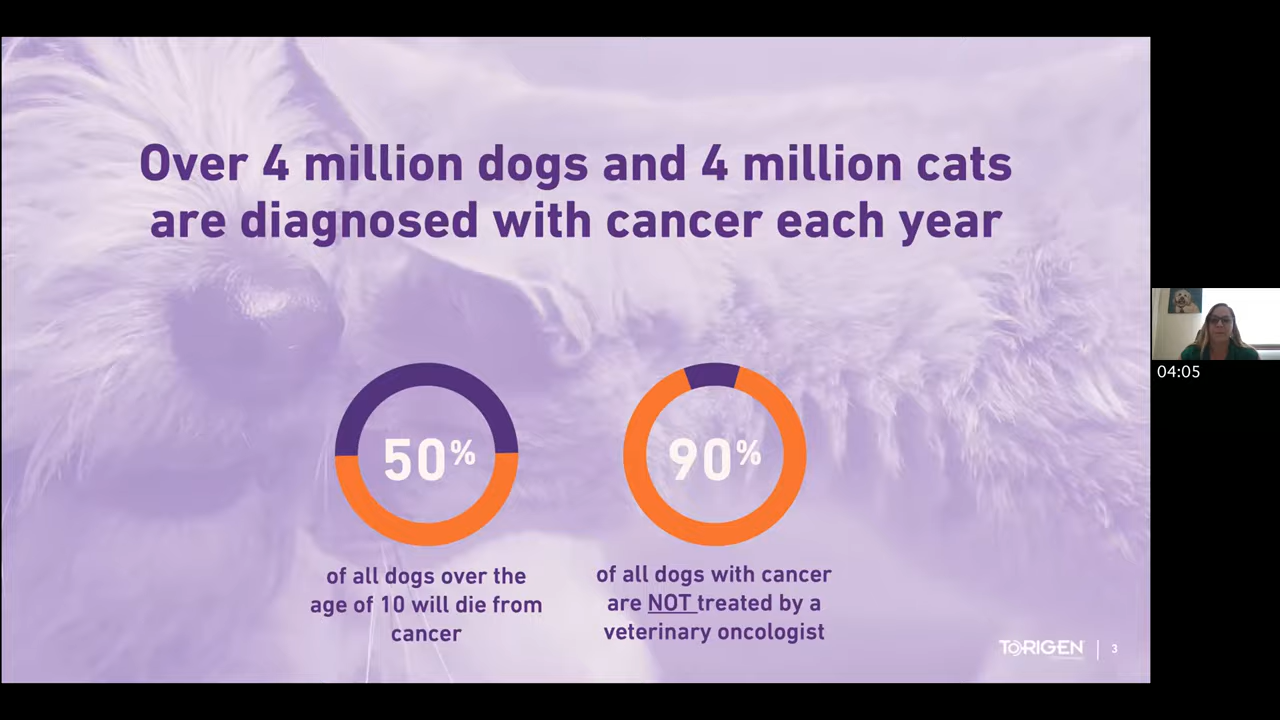 Over 4 million dogs and 4 million cats
are diagnosed with cancer each year
50%
90%
of all dogs over the
age of 10 will die from
cancer
of all dogs with cancer
are NOT treated by a
veterinary oncologist
TORIGEN | 3
04:05